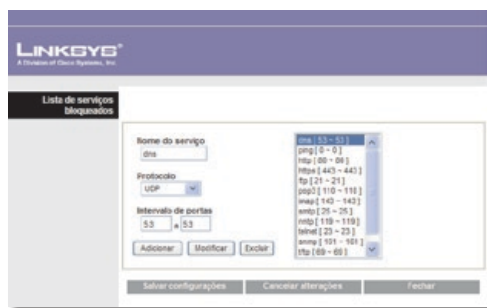 LINKSYS®
A Division of Cisco Systems, Inc.
Lista de serviços
bloqueados
Nome do serviço
dns
Protocolo
UDP
Intervalo de portas
53 a 53
Adicionar Modificar Excluir
dns [ 53 ~ 53 ]
ping [ 0 ~ 0 ]
http [ 80 ~ 80 ]
https [ 443 ~ 443 ]
ftp [ 21 ~ 21 ]
pop3 [ 110 ~ 110 ]
imap [ 143 ~ 143 ]
smtp [ 25 ~ 25 ]
nntp [ 119 ~ 119 ]
telnet [ 23 ~ 23 ]
snmp [ 161 ~ 161 ]
tftp [ 69 ~ 69 ]
Salvar configurações Cancelar alterações Fechar